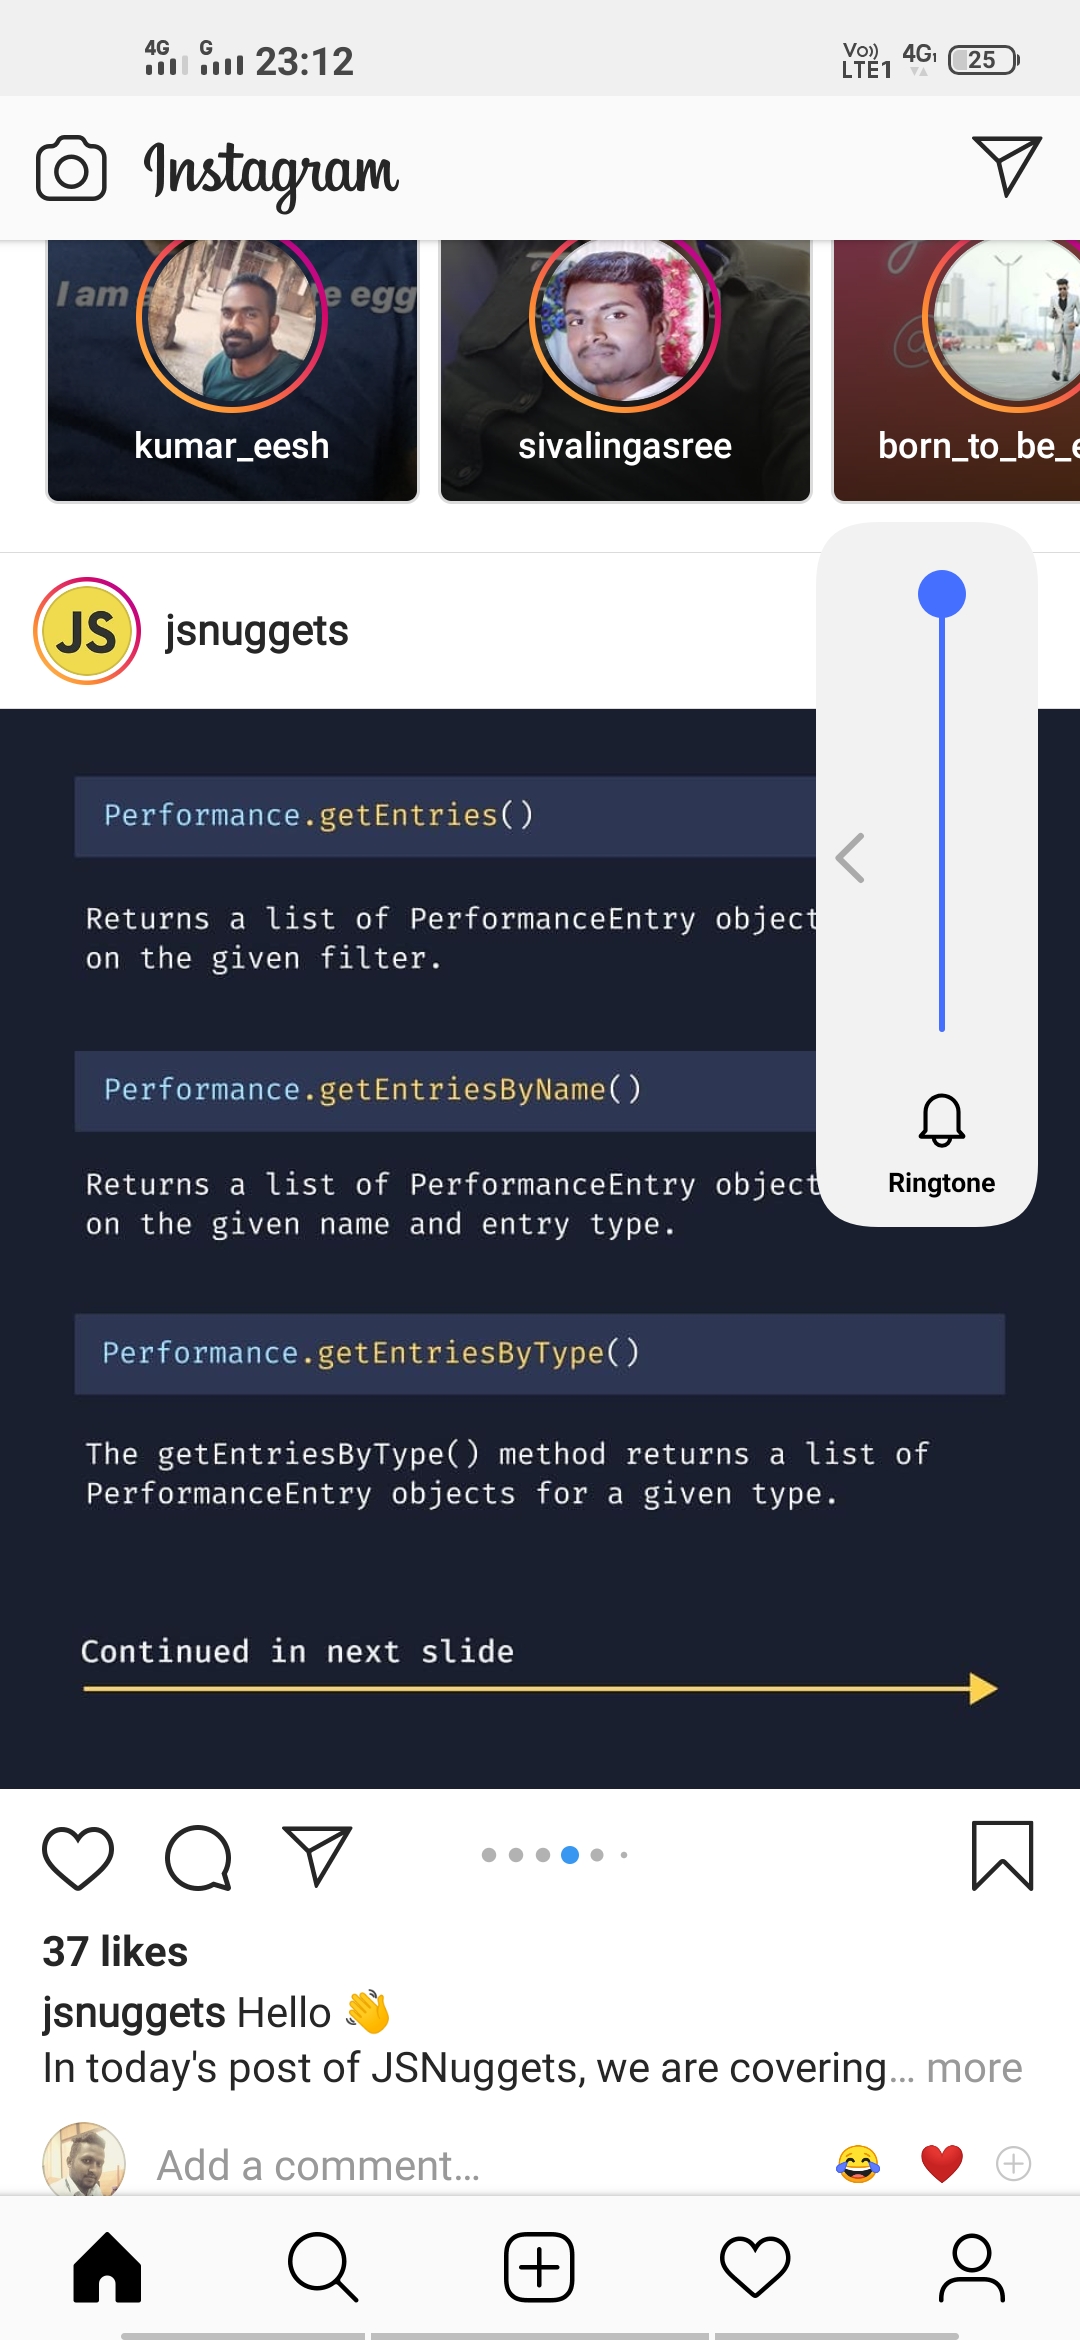 4G G 23:12 Vo)) LTE1 4G1 25
Instagram
I am e egg
kumar_eesh sivalingasree born_to_be_e
JS jsnuggets
Performance.getEntries()
Returns a list of PerformanceEntry object
on the given filter.
Performance.getEntriesByName()
Returns a list of PerformanceEntry object
on the given name and entry type.
Ringtone
Performance.getEntriesByType()
The getEntriesByType() method returns a list of
PerformanceEntry objects for a given type.
Continued in next slide
37 likes
jsnuggets Hello 👋
In today's post of JSNuggets, we are covering... more
Add a comment... 😂 ❤️